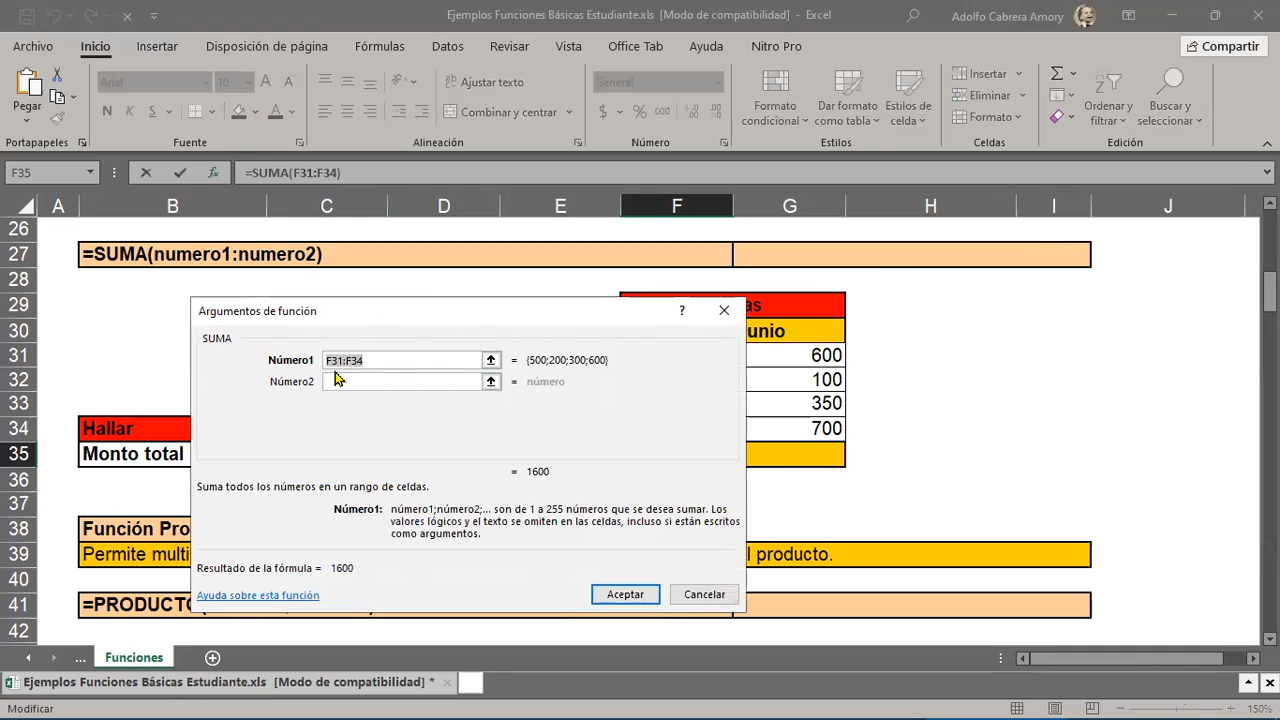 Ejemplos Funciones Básicas Estudiante.xls [Modo de compatibilidad] - Excel
Adolfo Cabrera Amory
Archivo Inicio Insertar Disposición de página Fórmulas Datos Revisar Vista Office Tab Ayuda Nitro Pro
Compartir
Pegar
Arial 10
Ajustar texto
General
Combinar y centrar
Formato condicional
Dar formato como tabla
Estilos de celda
Insertar
Eliminar
Formato
Ordenar y filtrar
Buscar y seleccionar
Portapapeles Fuente Alineación Número Estilos Celdas Edición
F35 fx =SUMA(F31:F34)
A B C D E F G H I J
26
27 =SUMA(numero1:numero2)
28
29 as
30 unio
31 600
32 100
33 350
34 Hallar 700
35 Monto total
36
37
38 Función Pro
39 Permite multi l producto.
40
41 =PRODUCTO
42
Argumentos de función ?
SUMA
Número1 F31:F34 = {500;200;300;600}
Número2 = número
= 1600
Suma todos los números en un rango de celdas.
Número1: número1;número2;... son de 1 a 255 números que se desea sumar. Los
valores lógicos y el texto se omiten en las celdas, incluso si están escritos
como argumentos.
Resultado de la fórmula = 1600
Ayuda sobre esta función Aceptar Cancelar
... Funciones
Ejemplos Funciones Básicas Estudiante.xls [Modo de compatibilidad] *
Modificar 150%